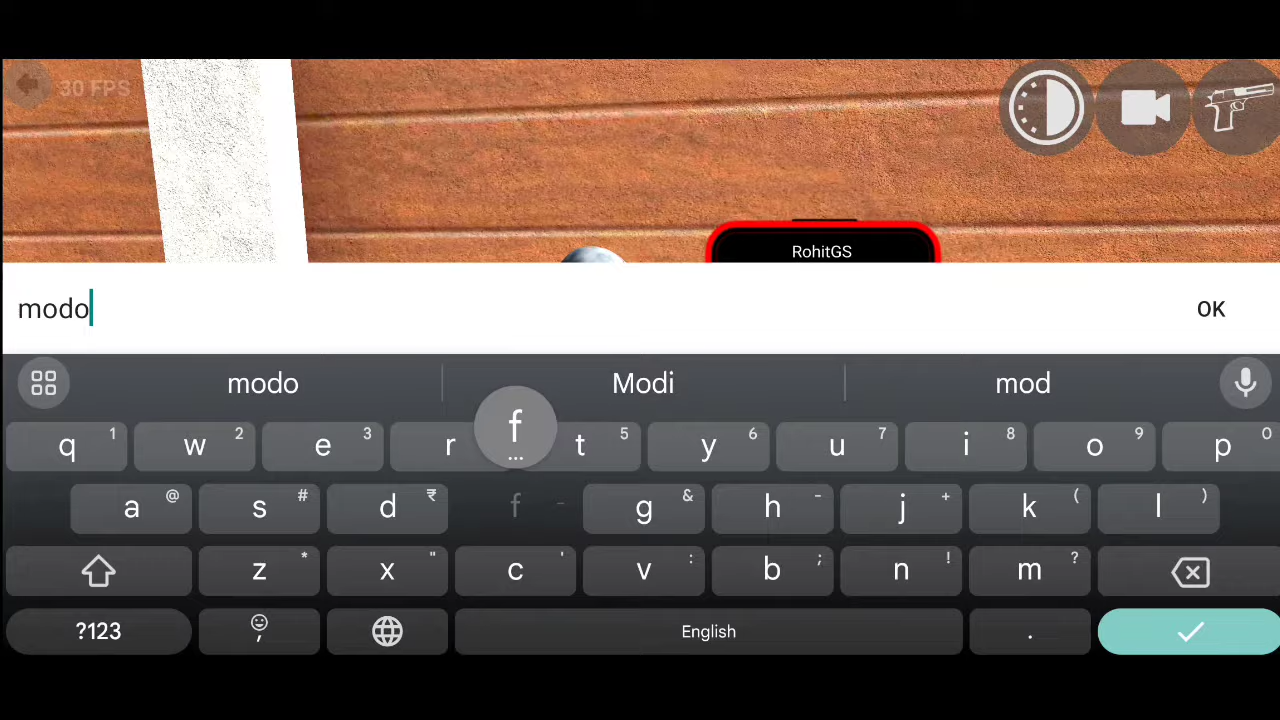 30 FPS
RohitGS
modo
OK
modo Modi mod
f
...
q 1 w 2 e 3 r t 5 y 6 u 7 i 8 o 9 p 0
a @ s # d ₹ f - g & h - j + k ( l )
z * x " c ' v : b ; n ! m ?
?123 , English .